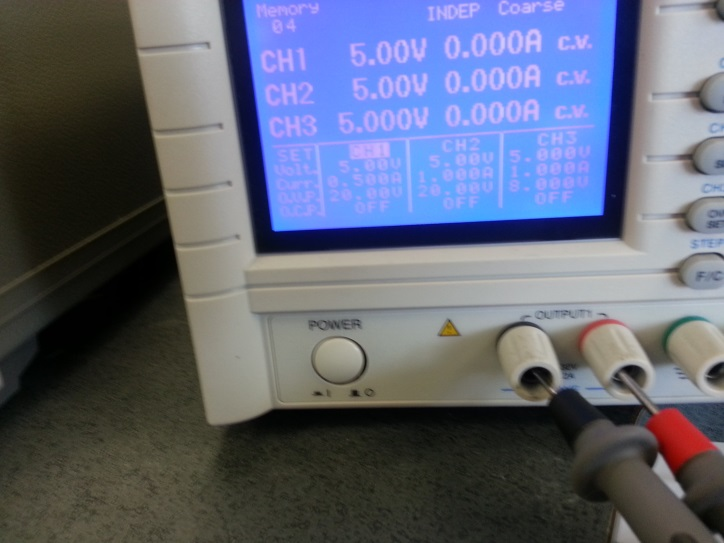 Memory INDEP Coarse
04
CH1 5.00V 0.000A c.v.
CH2 5.00V 0.000A c.v.
CH3 5.000V 0.000A c.v.
SET CH1 CH2 CH3
Volt. 5.00V 5.00V 5.000V
Curr. 0.500A 1.000A 1.000A
O.V.P. 20.00V 20.00V 8.000V
O.C.P. OFF OFF OFF
STEP
F/C
POWER
OUTPUT1